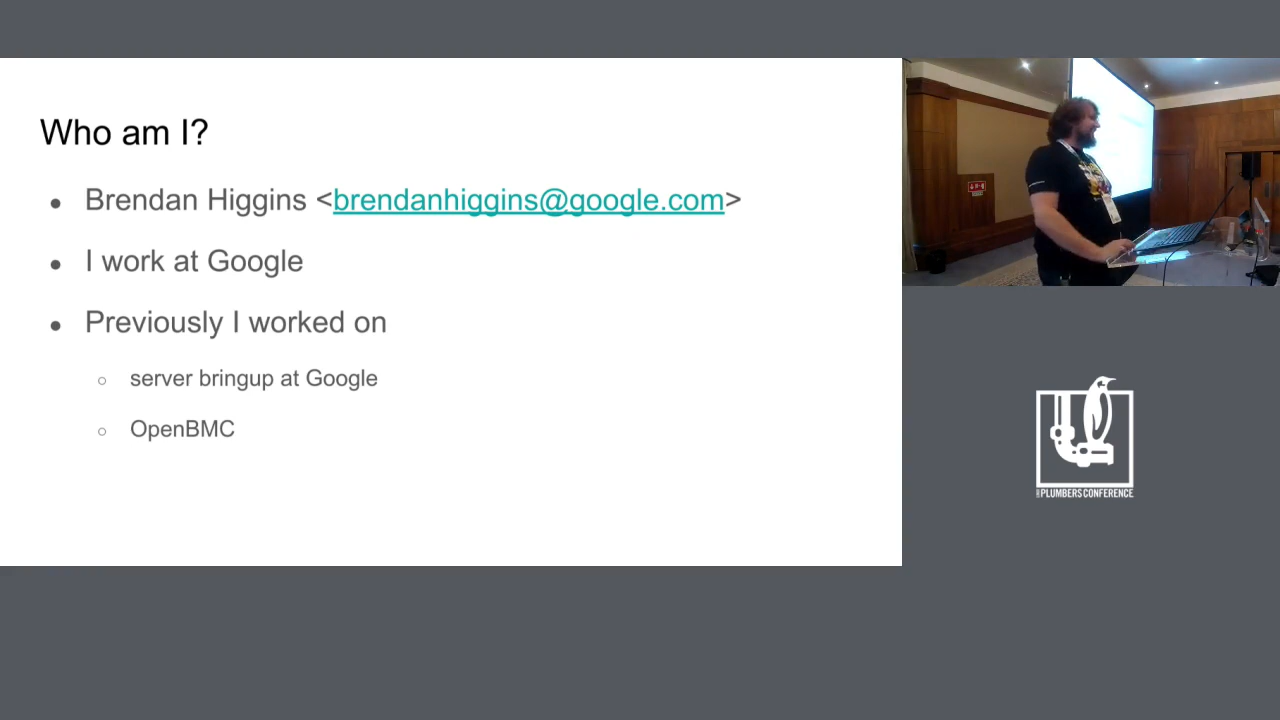 Who am I?
● Brendan Higgins <brendanhiggins@google.com>
● I work at Google
● Previously I worked on
○ server bringup at Google
○ OpenBMC
PLUMBERS CONFERENCE